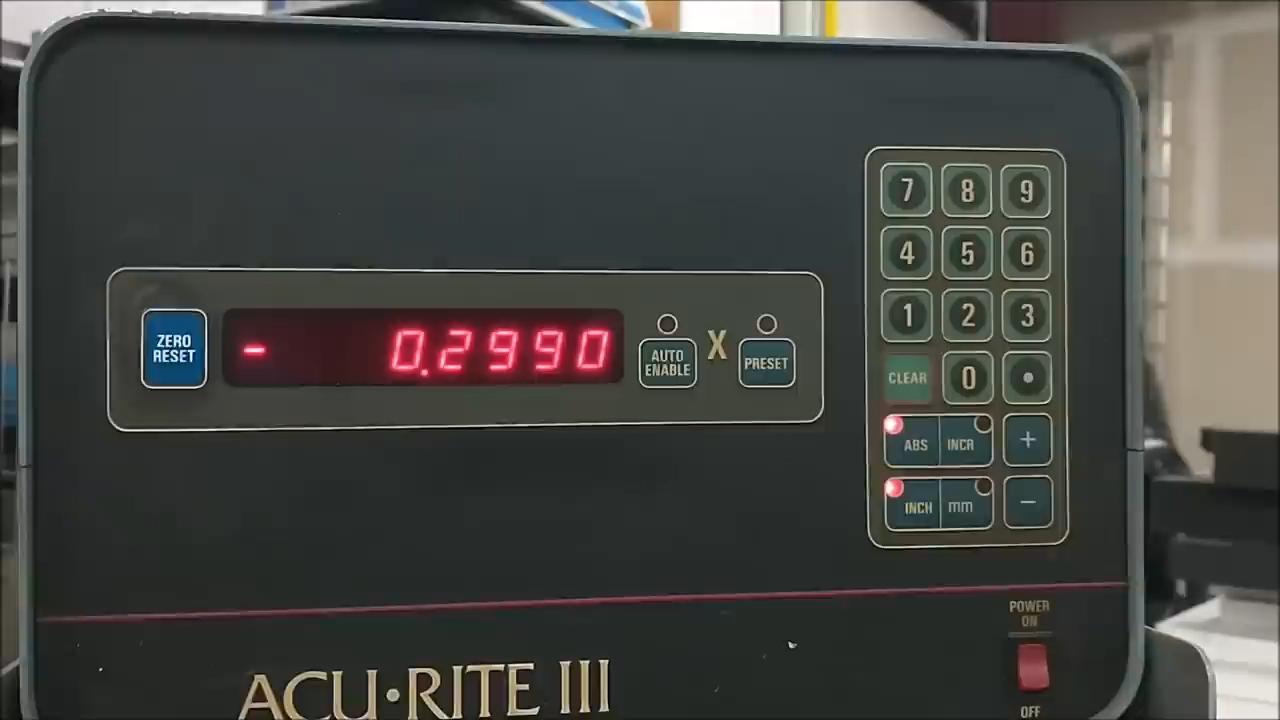 7 8 9
4 5 6
ZERO RESET - 0.2990 AUTO ENABLE X PRESET
1 2 3
CLEAR 0 •
ABS INCR +
INCH mm −
POWER
ON
ACU•RITE III
OFF